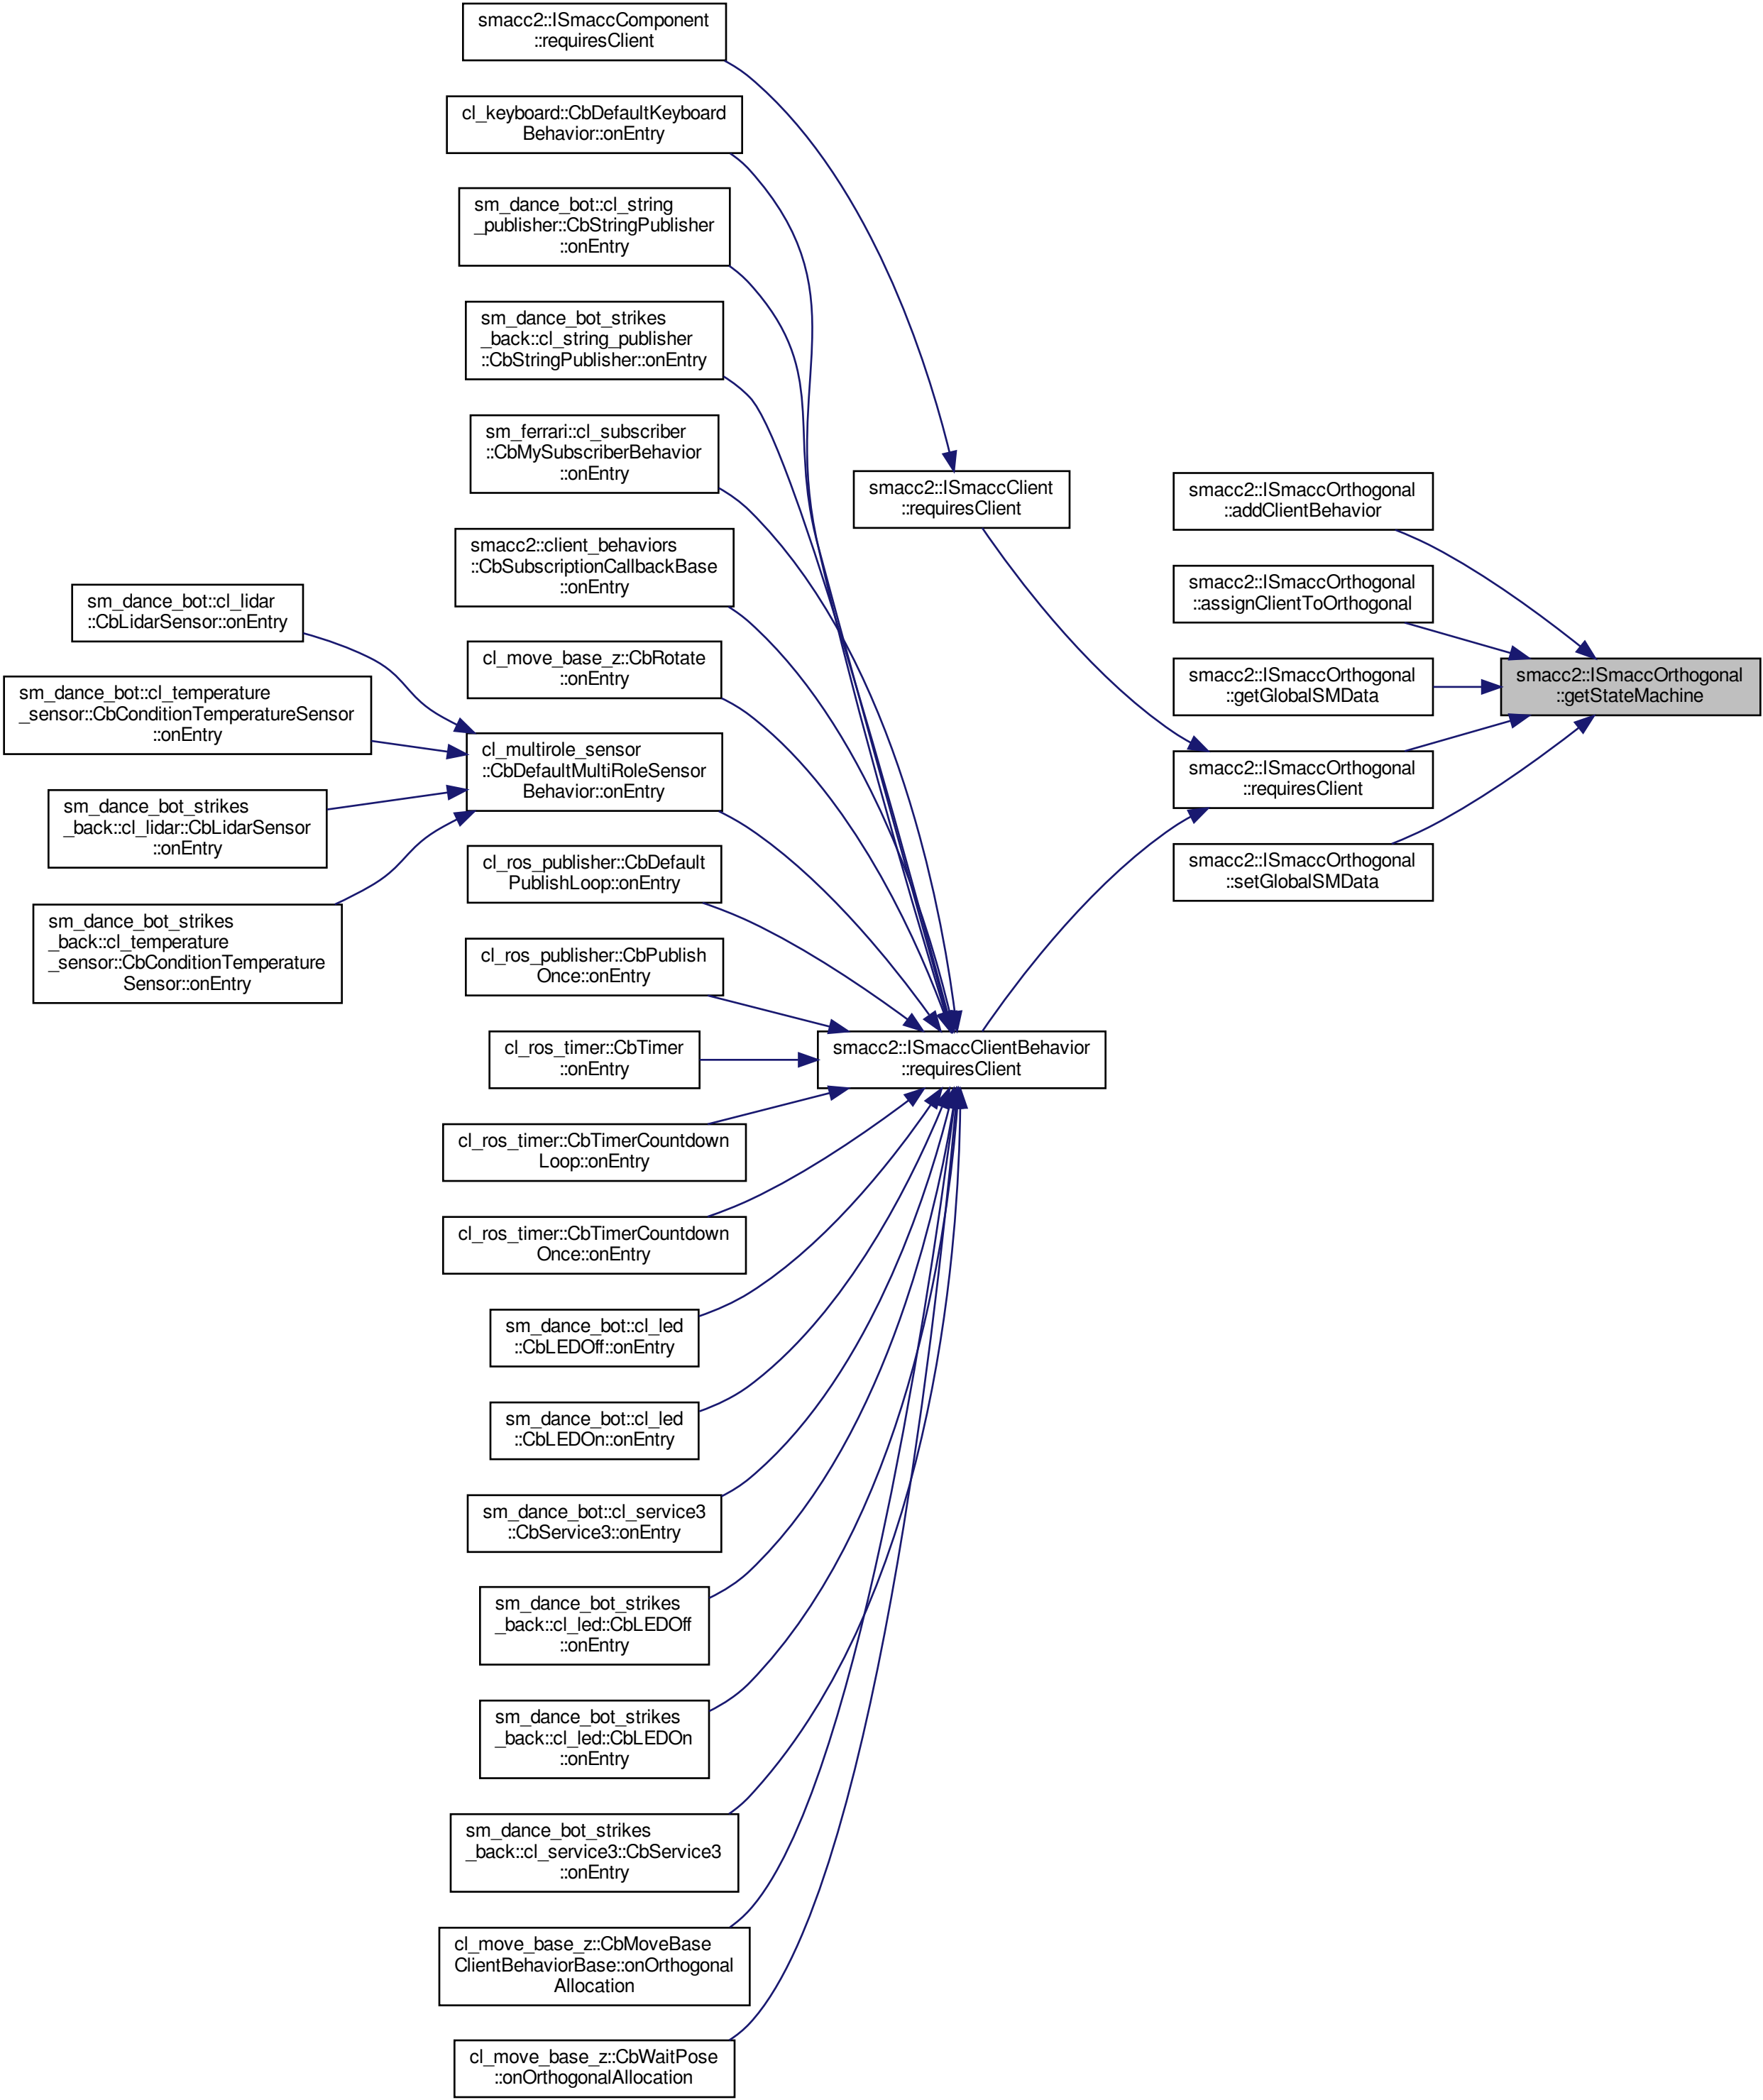 smacc2::ISmaccComponent
::requiresClient
cl_keyboard::CbDefaultKeyboard
Behavior::onEntry
sm_dance_bot::cl_string
_publisher::CbStringPublisher
::onEntry
sm_dance_bot_strikes
_back::cl_string_publisher
::CbStringPublisher::onEntry
sm_ferrari::cl_subscriber
::CbMySubscriberBehavior
::onEntry
smacc2::client_behaviors
::CbSubscriptionCallbackBase
::onEntry
cl_move_base_z::CbRotate
::onEntry
cl_multirole_sensor
::CbDefaultMultiRoleSensor
Behavior::onEntry
cl_ros_publisher::CbDefault
PublishLoop::onEntry
cl_ros_publisher::CbPublish
Once::onEntry
cl_ros_timer::CbTimer
::onEntry
cl_ros_timer::CbTimerCountdown
Loop::onEntry
cl_ros_timer::CbTimerCountdown
Once::onEntry
sm_dance_bot::cl_led
::CbLEDOff::onEntry
sm_dance_bot::cl_led
::CbLEDOn::onEntry
sm_dance_bot::cl_service3
::CbService3::onEntry
sm_dance_bot_strikes
_back::cl_led::CbLEDOff
::onEntry
sm_dance_bot_strikes
_back::cl_led::CbLEDOn
::onEntry
sm_dance_bot_strikes
_back::cl_service3::CbService3
::onEntry
cl_move_base_z::CbMoveBase
ClientBehaviorBase::onOrthogonal
Allocation
cl_move_base_z::CbWaitPose
::onOrthogonalAllocation
sm_dance_bot::cl_lidar
::CbLidarSensor::onEntry
sm_dance_bot::cl_temperature
_sensor::CbConditionTemperatureSensor
::onEntry
sm_dance_bot_strikes
_back::cl_lidar::CbLidarSensor
::onEntry
sm_dance_bot_strikes
_back::cl_temperature
_sensor::CbConditionTemperature
Sensor::onEntry
smacc2::ISmaccClient
::requiresClient
smacc2::ISmaccClientBehavior
::requiresClient
smacc2::ISmaccOrthogonal
::addClientBehavior
smacc2::ISmaccOrthogonal
::assignClientToOrthogonal
smacc2::ISmaccOrthogonal
::getGlobalSMData
smacc2::ISmaccOrthogonal
::requiresClient
smacc2::ISmaccOrthogonal
::setGlobalSMData
smacc2::ISmaccOrthogonal
::getStateMachine